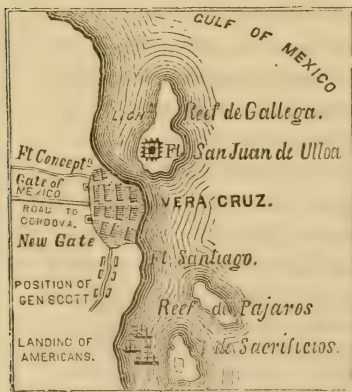 GULF OF MEXICO
LIGHT
Reef de Gallega.
Ft San Juan de Ulloa
Ft Concept.n
Gate of
MEXICO
VERA CRUZ.
ROAD TO
CORDOVA.
New Gate
Ft. Santiago.
POSITION OF
GEN SCOTT
Reef de Pajaros
LANDING OF
AMERICANS.
de Sacrificios.